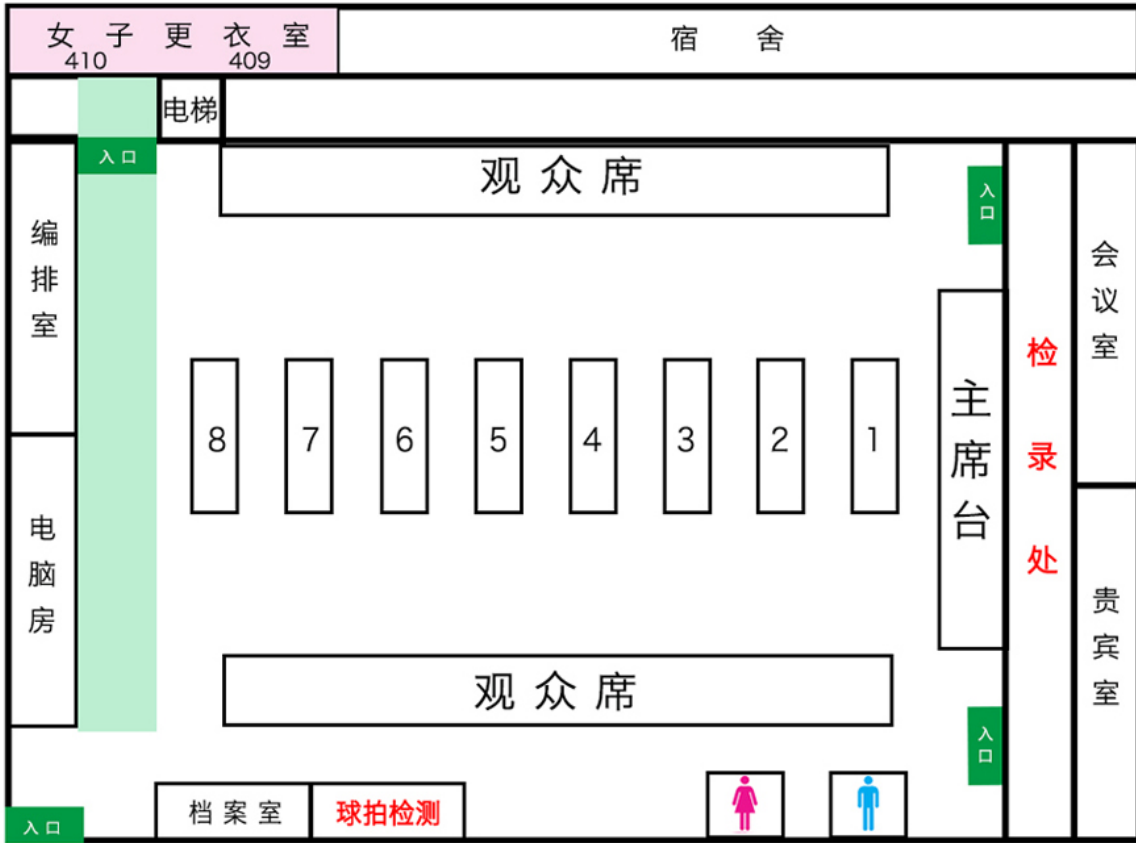 女子更衣室
410 409
宿舍
电梯
入口
观众席
入口
编排室
会议室
检录处
主席台
8 7 6 5 4 3 2 1
电脑房
贵宾室
观众席
入口
档案室
球拍检测
入口